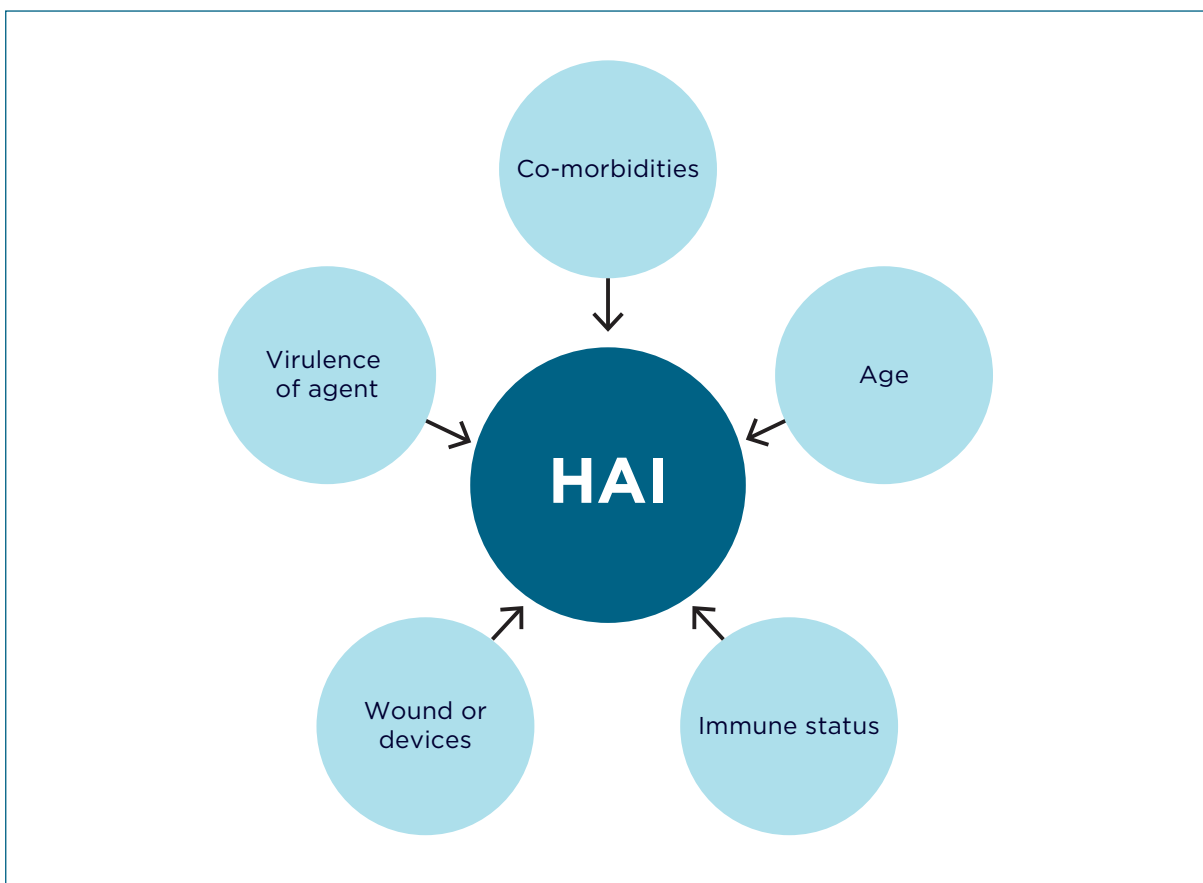 Co-morbidities
Virulence
of agent
Age
HAI
Wound or
devices
Immune status